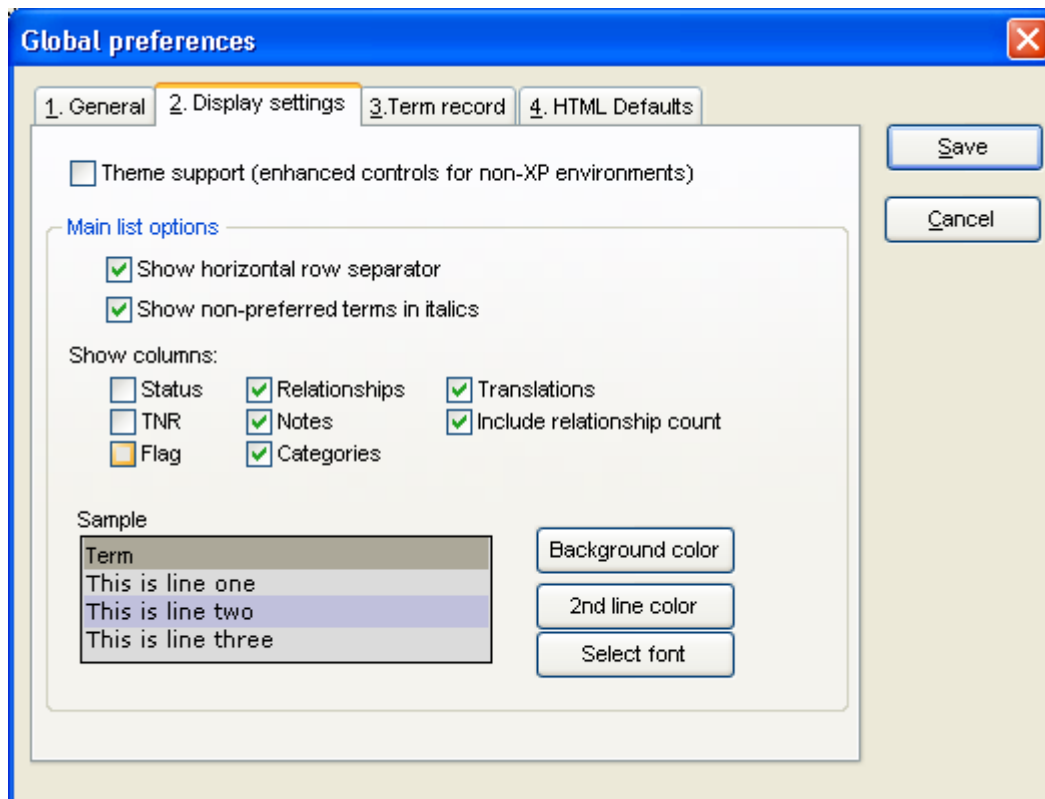 Global preferences
1. General
2. Display settings
3.Term record
4. HTML Defaults
Save
Cancel
Theme support (enhanced controls for non-XP environments)
Main list options
Show horizontal row separator
Show non-preferred terms in italics
Show columns:
Status
Relationships
Translations
TNR
Notes
Include relationship count
Flag
Categories
Sample
Term
This is line one
This is line two
This is line three
Background color
2nd line color
Select font